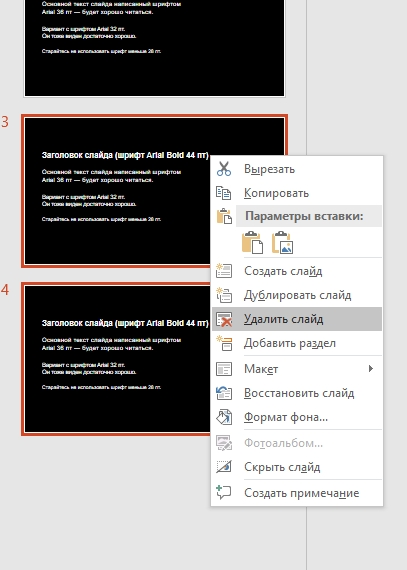 Основной текст слайда написанный шрифтом
Arial 36 пт — будет хорошо читаться.
Вариант с шрифтом Arial 32 пт.
Он тоже виден достаточно хорошо.
Старайтесь не использовать шрифт меньше 28 пт.
3
Заголовок слайда (шрифт Arial Bold 44 пт)
Основной текст слайда написанный шрифтом
Arial 36 пт — будет хорошо читаться.
Вариант с шрифтом Arial 32 пт.
Он тоже виден достаточно хорошо.
Старайтесь не использовать шрифт меньше 28 пт.
4
Заголовок слайда (шрифт Arial Bold 44 пт)
Основной текст слайда написанный шрифтом
Arial 36 пт — будет хорошо читаться.
Вариант с шрифтом Arial 32 пт.
Он тоже виден достаточно хорошо.
Старайтесь не использовать шрифт меньше 28 пт.
Вырезать
Копировать
Параметры вставки:
Создать слайд
Дублировать слайд
Удалить слайд
Добавить раздел
Макет
Восстановить слайд
Формат фона...
Фотоальбом...
Скрыть слайд
Создать примечание